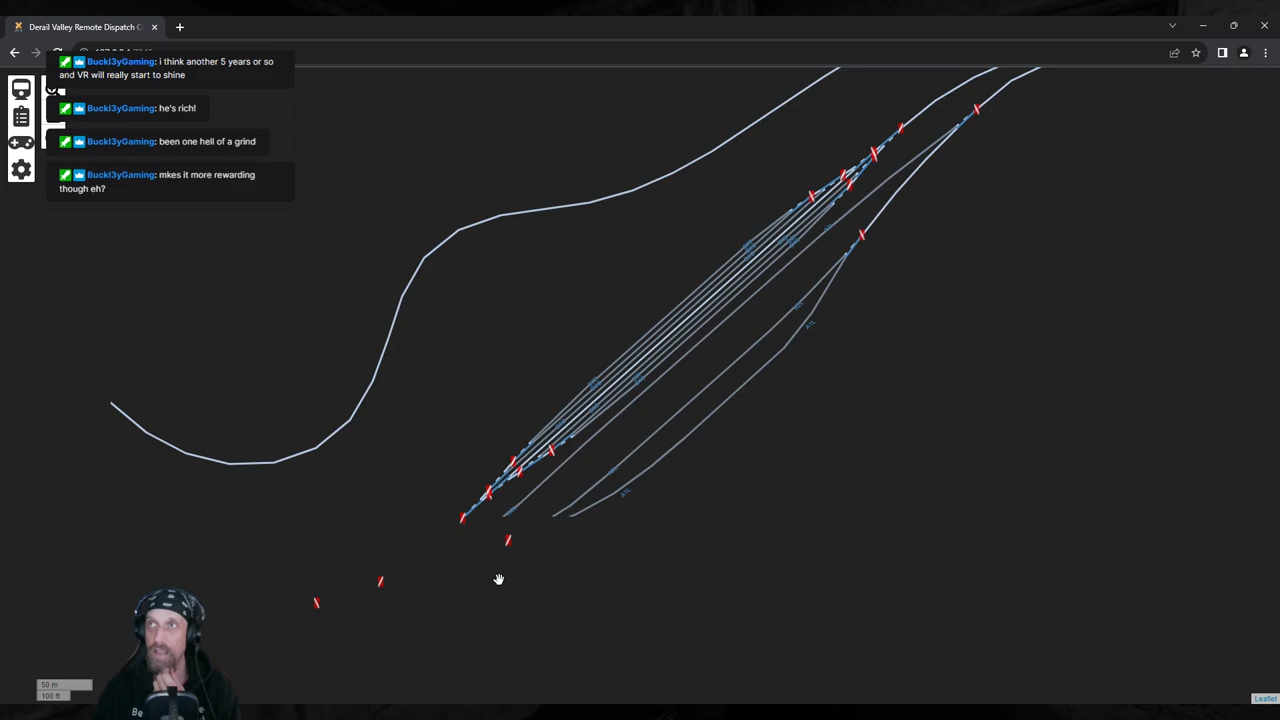 Derail Valley Remote Dispatch C
Buckl3yGaming: i think another 5 years or so
and VR will really start to shine
Buckl3yGaming: he's rich!
Buckl3yGaming: been one hell of a grind
Buckl3yGaming: mkes it more rewarding
though eh?
A1L
A1L
50 m
100 ft
Leaflet